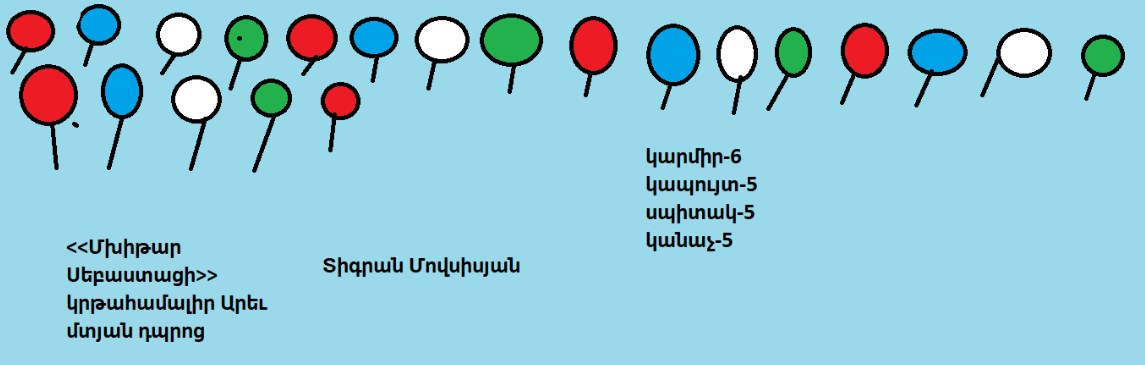 կարմիր-6
կապույտ-5
սպիտակ-5
կանաչ-5
<<Մխիթար
Սեբաստացի>>
կրթահամալիր Արեւ
մտյան դպրոց
Տիգրան Մովսիսյան